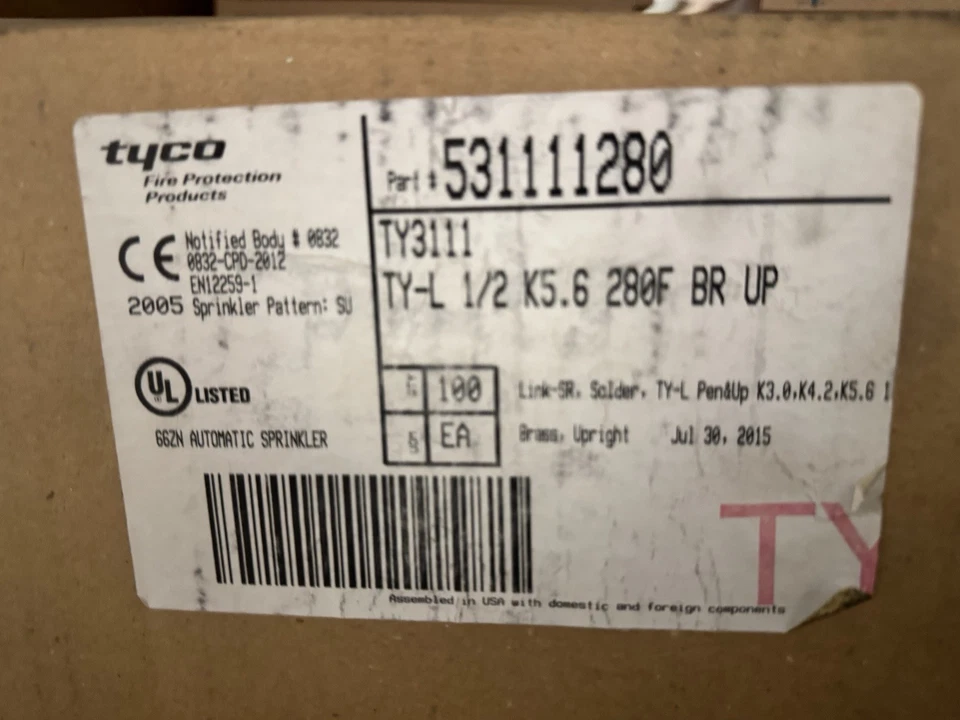 tyco
Fire Protection
Products
CE Notified Body # 0832
0832-CPD-2012
EN12259-1
2005 Sprinkler Pattern: SU
UL LISTED
66ZN AUTOMATIC SPRINKLER
Part # 531111280
TY3111
TY-L 1/2 K5.6 280F BR UP
100
EA
Link-SR, Solder, TY-L Pen&Up K3.0,K4.2,K5.6 1
Brass, Upright Jul 30, 2015
TY
Assembled in USA with domestic and foreign components